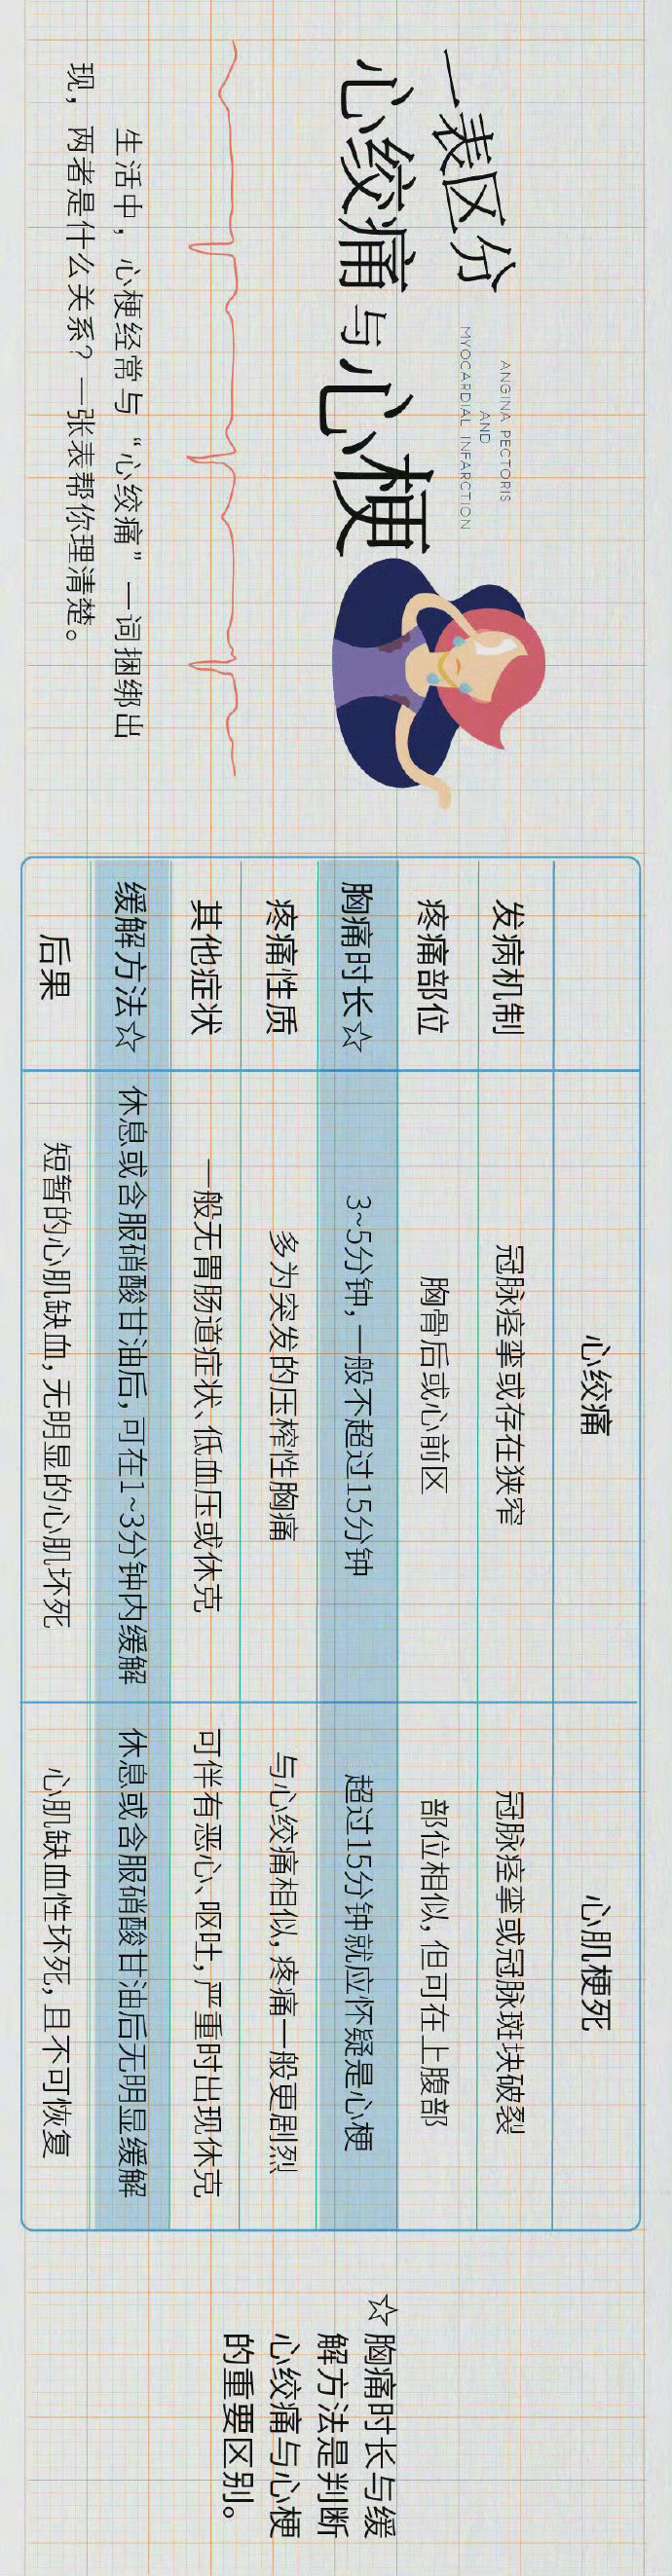 一表区分
心绞痛与心梗
ANGINA PECTORIS
AND
MYOCARDIAL INFARCTION
生活中，心梗经常与“心绞痛”一词捆绑出
现，两者是什么关系？一张表帮你理清楚。
心绞痛 心肌梗死
发病机制 冠脉痉挛或存在狭窄 冠脉痉挛或冠脉斑块破裂
疼痛部位 胸骨后或心前区 部位相似，但可在上腹部
胸痛时长☆ 3~5分钟，一般不超过15分钟 超过15分钟就应怀疑是心梗
疼痛性质 多为突发的压榨性胸痛 与心绞痛相似，疼痛一般更剧烈
其他症状 一般无胃肠道症状、低血压或休克 可伴有恶心、呕吐，严重时出现休克
缓解方法☆ 休息或含服硝酸甘油后，可在1~3分钟内缓解 休息或含服硝酸甘油后无明显缓解
后果 短暂的心肌缺血，无明显的心肌坏死 心肌缺血性坏死，且不可恢复
☆胸痛时长与缓
解方法是判断
心绞痛与心梗
的重要区别。